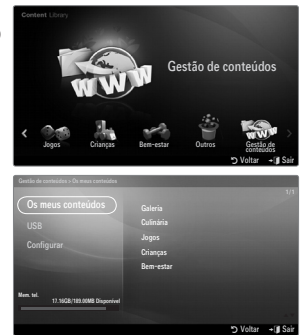 Content Library
Gestão de conteúdos
WWW
Jogos
Crianças
Bem-estar
Outros
Gestão de
conteúdos
Voltar
Sair
Gestão de conteúdos > Os meus conteúdos
1/1
Os meus conteúdos
USB
Configurar
Galeria
Culinária
Jogos
Crianças
Bem-estar
Mem. tel.
17.16GB/189.00MB Disponível
Voltar
Sair